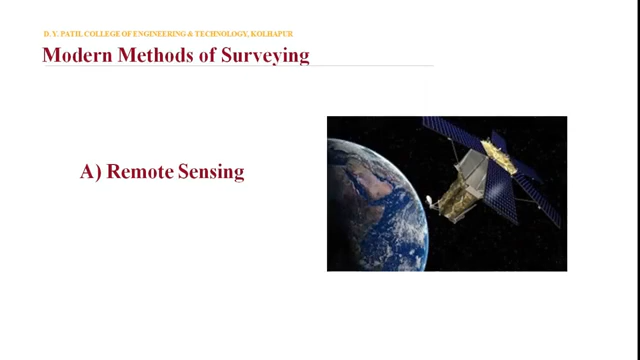 D. Y. PATIL COLLEGE OF ENGINEERING & TECHNOLOGY, KOLHAPUR
Modern Methods of Surveying
A) Remote Sensing